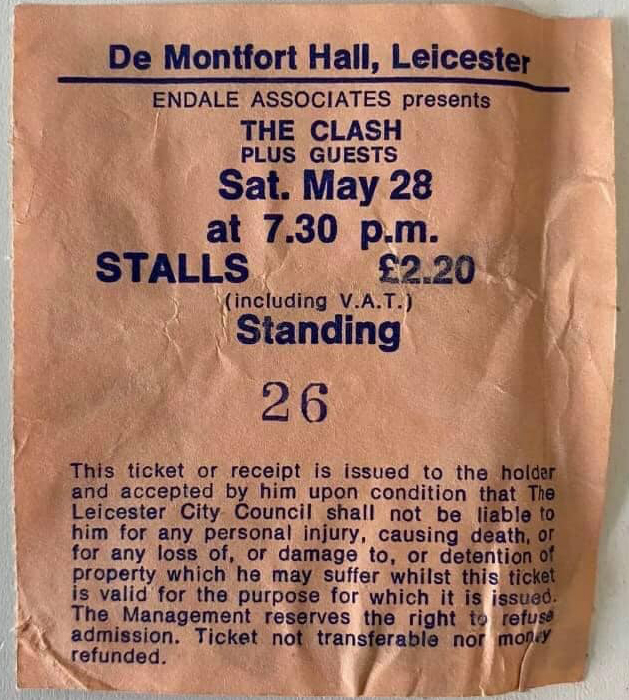 De Montfort Hall, Leicester
ENDALE ASSOCIATES presents
THE CLASH
PLUS GUESTS
Sat. May 28
at 7.30 p.m.
STALLS £2.20
(including V.A.T.)
Standing
26
This ticket or receipt is issued to the holder
and accepted by him upon condition that The
Leicester City Council shall not be liable to
him for any personal injury, causing death, or
for any loss of, or damage to, or detention of
property which he may suffer whilst this ticket
is valid for the purpose for which it is issued.
The Management reserves the right to refuse
admission. Ticket not transferable nor money
refunded.